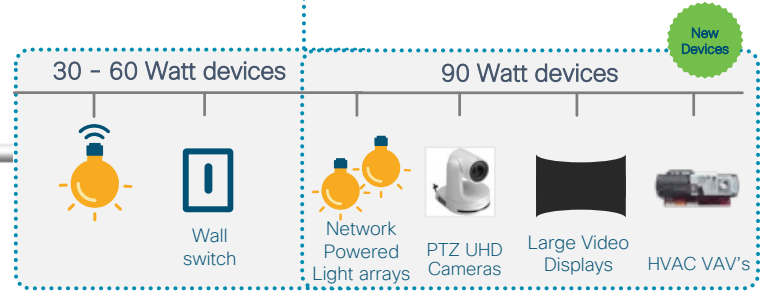 New
Devices
30 – 60 Watt devices
90 Watt devices
Wall
switch
Network
Powered
Light arrays
PTZ UHD
Cameras
Large Video
Displays
HVAC VAV's